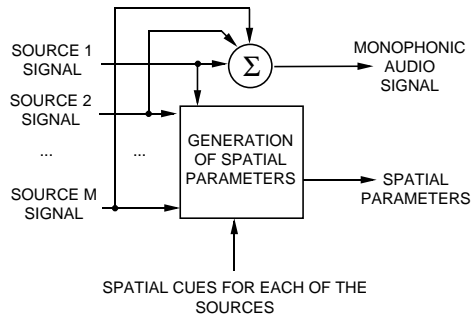 SOURCE 1
SIGNAL
SOURCE 2
SIGNAL
...
...
SOURCE M
SIGNAL
Σ
MONOPHONIC
AUDIO
SIGNAL
GENERATION
OF SPATIAL
PARAMETERS
SPATIAL
PARAMETERS
SPATIAL CUES FOR EACH OF THE
SOURCES